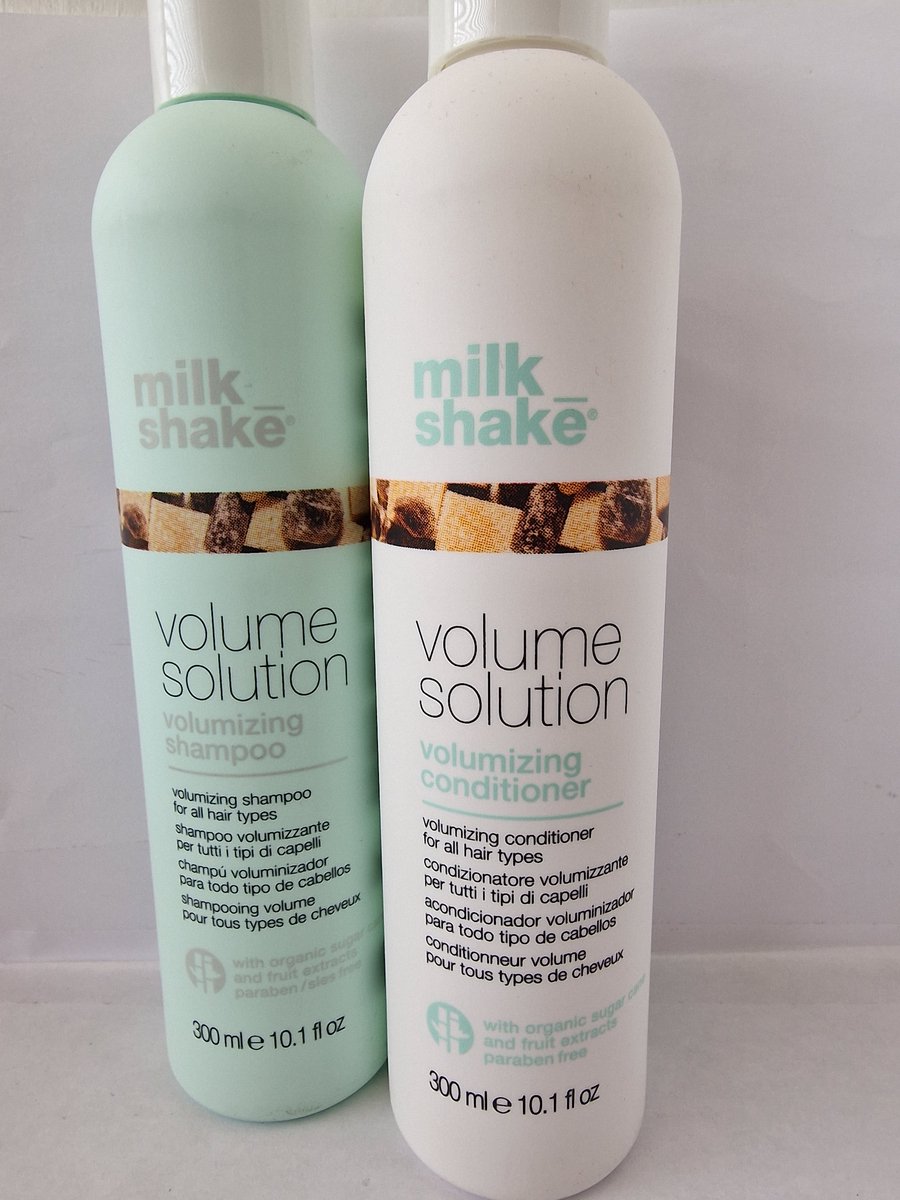 milk
shakē®
volume
solution
volumizing
shampoo
volumizing shampoo
for all hair types
shampoo volumizzante
per tutti i tipi di capelli
champú voluminizador
para todo tipo de cabellos
shampooing volume
pour tous types de cheveux
with organic sugar
and fruit extracts
paraben/sles free
300 ml e 10.1 fl oz
milk
shakē®
volume
solution
volumizing
conditioner
volumizing conditioner
for all hair types
condizionatore volumizzante
per tutti i tipi di capelli
acondicionador voluminizador
para todo tipo de cabellos
conditionneur volume
pour tous types de cheveux
with organic sugar cane
and fruit extracts
paraben free
300 ml e 10.1 fl oz